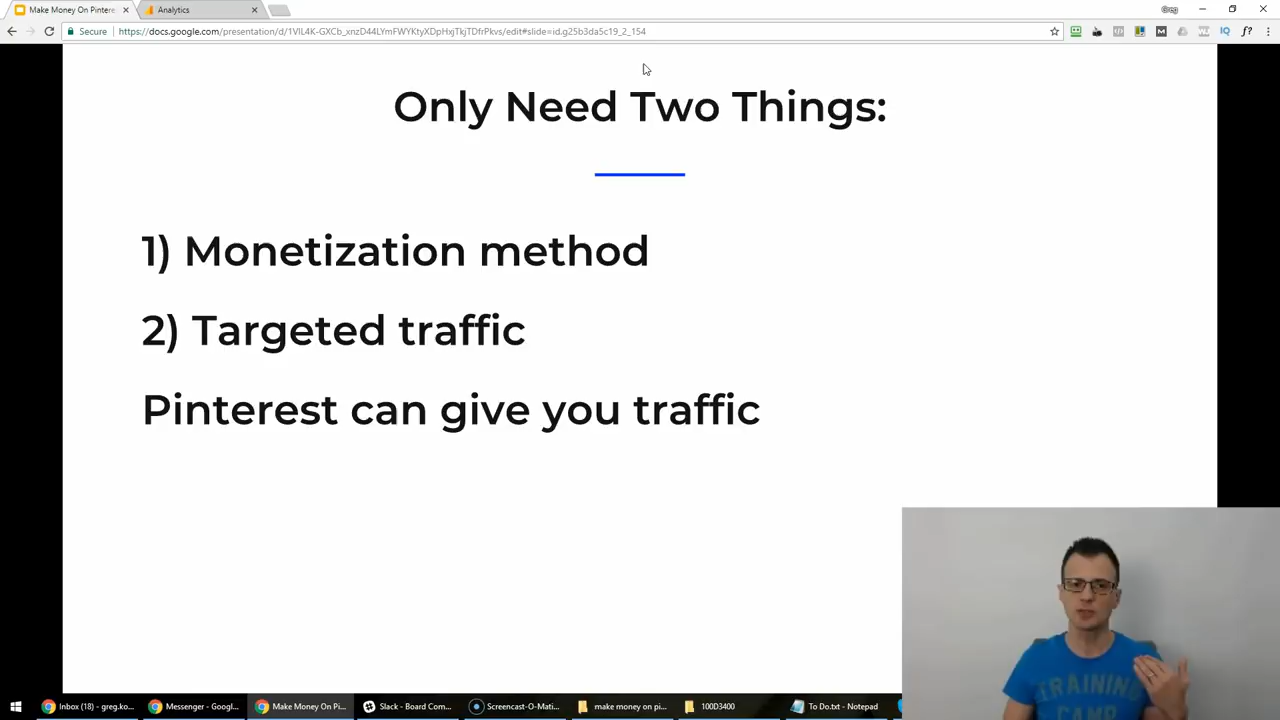 Make Money On Pintere
Analytics
Greg
Secure
https://docs.google.com/presentation/d/1VIL4K-GXCb_xnzD44LYmFWYKtyXDpHxjTkjTDfrPkvs/edit#slide=id.g25b3da5c19_2_154
IQ
f?
Only Need Two Things:
1) Monetization method
2) Targeted traffic
Pinterest can give you traffic
TRAINING
CAMP
Inbox (18) - greg.ko...
Messenger - Googl...
Make Money On Pi...
Slack - Board Com...
Screencast-O-Mati...
make money on pi...
100D3400
To Do.txt - Notepad